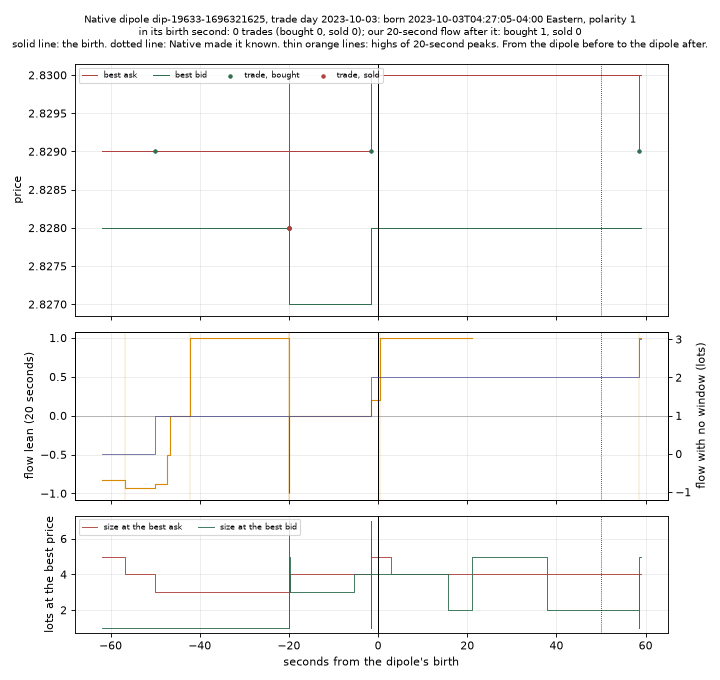 Native dipole dip-19633-1696321625, trade day 2023-10-03: born 2023-10-03T04:27:05-04:00 Eastern, polarity 1
in its birth second: 0 trades (bought 0, sold 0); our 20-second flow after it: bought 1, sold 0
solid line: the birth. dotted line: Native made it known. thin orange lines: highs of 20-second peaks. From the dipole before to the dipole after.
best ask best bid trade, bought trade, sold
2.8300
2.8295
2.8290
2.8285
2.8280
2.8275
2.8270
price
1.0
0.5
0.0
−0.5
−1.0
flow lean (20 seconds)
3
2
1
0
−1
flow with no window (lots)
size at the best ask size at the best bid
6
4
2
lots at the best price
−60 −40 −20 0 20 40 60
seconds from the dipole's birth